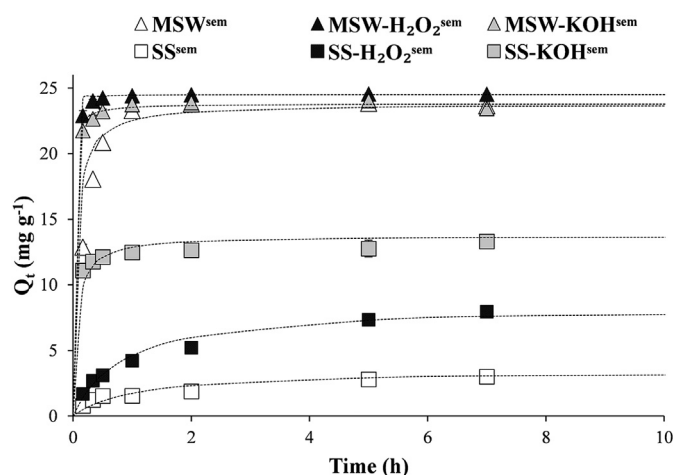 MSWˢᵉᵐ MSW-H₂O₂ˢᵉᵐ MSW-KOHˢᵉᵐ
SSˢᵉᵐ SS-H₂O₂ˢᵉᵐ SS-KOHˢᵉᵐ
30
25
20
15
10
5
0
Qₜ (mg g⁻¹)
0 2 4 6 8 10
Time (h)